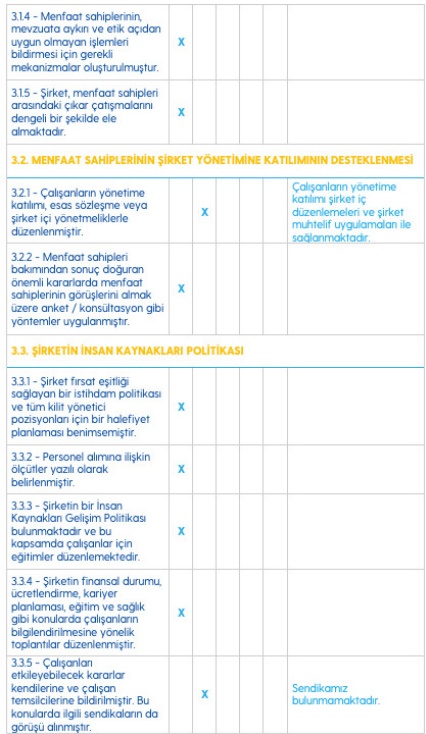 3.1.4 - Menfaat sahiplerinin,
mevzuata aykırı ve etik açıdan
uygun olmayan işlemleri
bildirmesi için gerekli
mekanizmalar oluşturulmuştur.
X
3.1.5 - Şirket, menfaat sahipleri
arasındaki çıkar çatışmalarını
dengeli bir şekilde ele
almaktadır.
X
3.2. MENFAAT SAHİPLERİNİN ŞİRKET YÖNETİMİNE KATILIMININ DESTEKLENMESİ
3.2.1 - Çalışanların yönetime
katılımı, esas sözleşme veya
şirket içi yönetmeliklerle
düzenlenmiştir.
X
Çalışanların yönetime
katılımı şirket iç
düzenlemeleri ve şirket
muhtelif uygulamaları ile
sağlanmaktadır.
3.2.2 - Menfaat sahipleri
bakımından sonuç doğuran
önemli kararlarda menfaat
sahiplerinin görüşlerini almak
üzere anket / konsültasyon gibi
yöntemler uygulanmıştır.
X
3.3. ŞİRKETİN İNSAN KAYNAKLARI POLİTİKASI
3.3.1 - Şirket fırsat eşitliği
sağlayan bir istihdam politikası
ve tüm kilit yönetici
pozisyonları için bir halefiyet
planlaması benimsemiştir.
X
3.3.2 - Personel alımına ilişkin
ölçütler yazılı olarak
belirlenmiştir.
X
3.3.3 - Şirketin bir İnsan
Kaynakları Gelişim Politikası
bulunmaktadır ve bu
kapsamda çalışanlar için
eğitimler düzenlemektedir.
X
3.3.4 - Şirketin finansal durumu,
ücretlendirme, kariyer
planlaması, eğitim ve sağlık
gibi konularda çalışanların
bilgilendirilmesine yönelik
toplantılar düzenlenmiştir.
X
3.3.5 - Çalışanları
etkileyebilecek kararlar
kendilerine ve çalışan
temsilcilerine bildirilmiştir. Bu
konularda ilgili sendikaların da
görüşü alınmıştır.
X
Sendikamız
bulunmamaktadır.